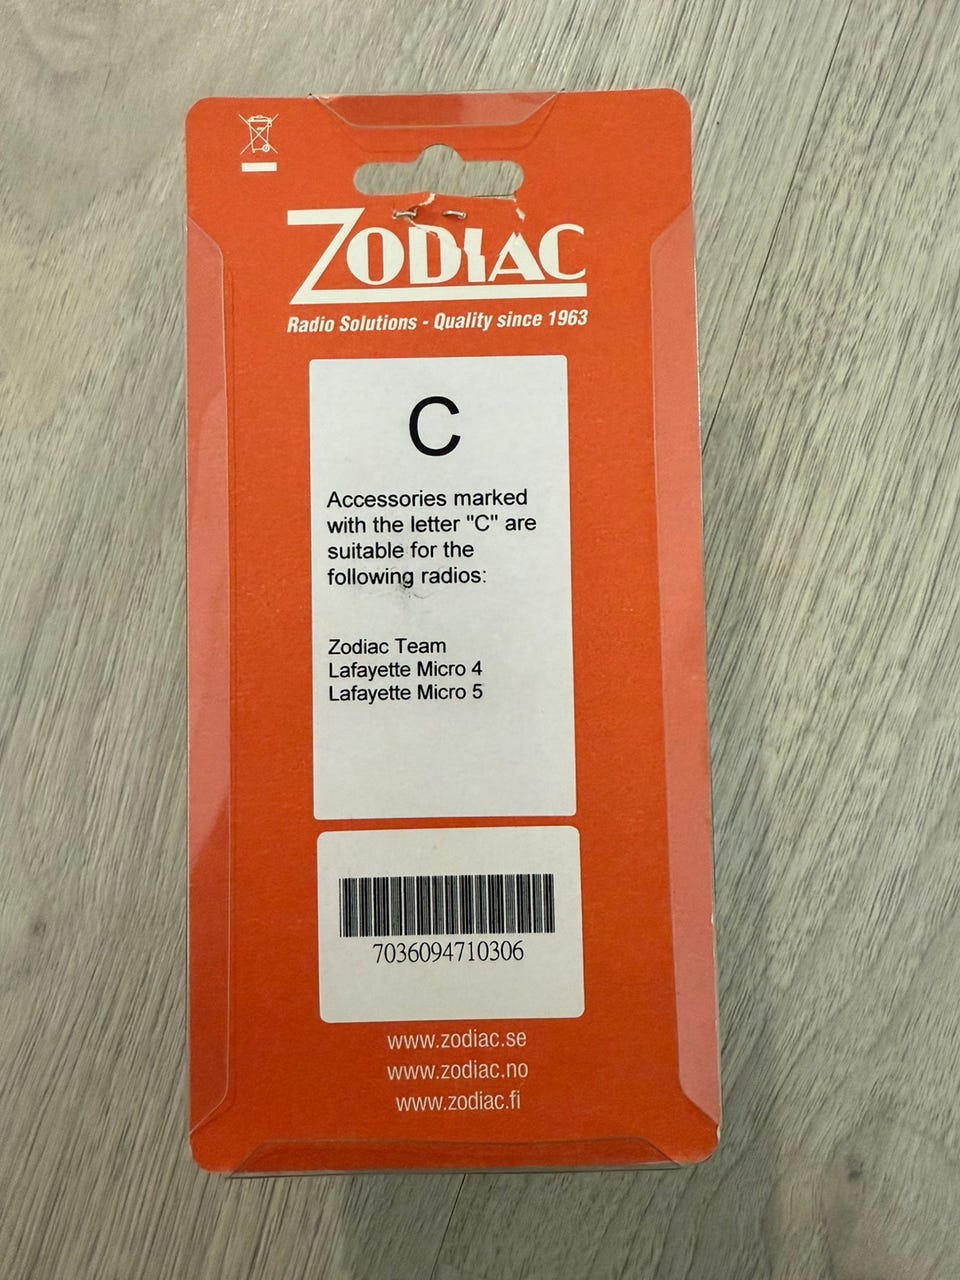 ZODIAC
Radio Solutions - Quality since 1963
C
Accessories marked
with the letter "C" are
suitable for the
following radios:
Zodiac Team
Lafayette Micro 4
Lafayette Micro 5
7036094710306
www.zodiac.se
www.zodiac.no
www.zodiac.fi